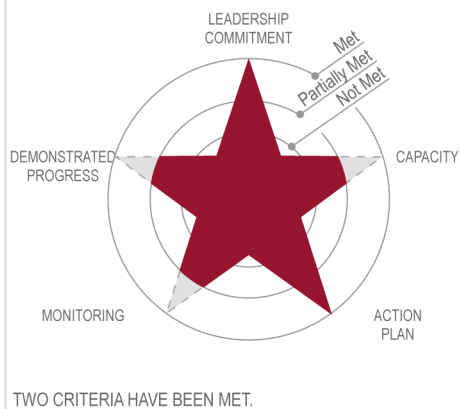 LEADERSHIP
COMMITMENT
Met
Partially Met
Not Met
DEMONSTRATED
PROGRESS
CAPACITY
MONITORING
ACTION
PLAN
TWO CRITERIA HAVE BEEN MET.